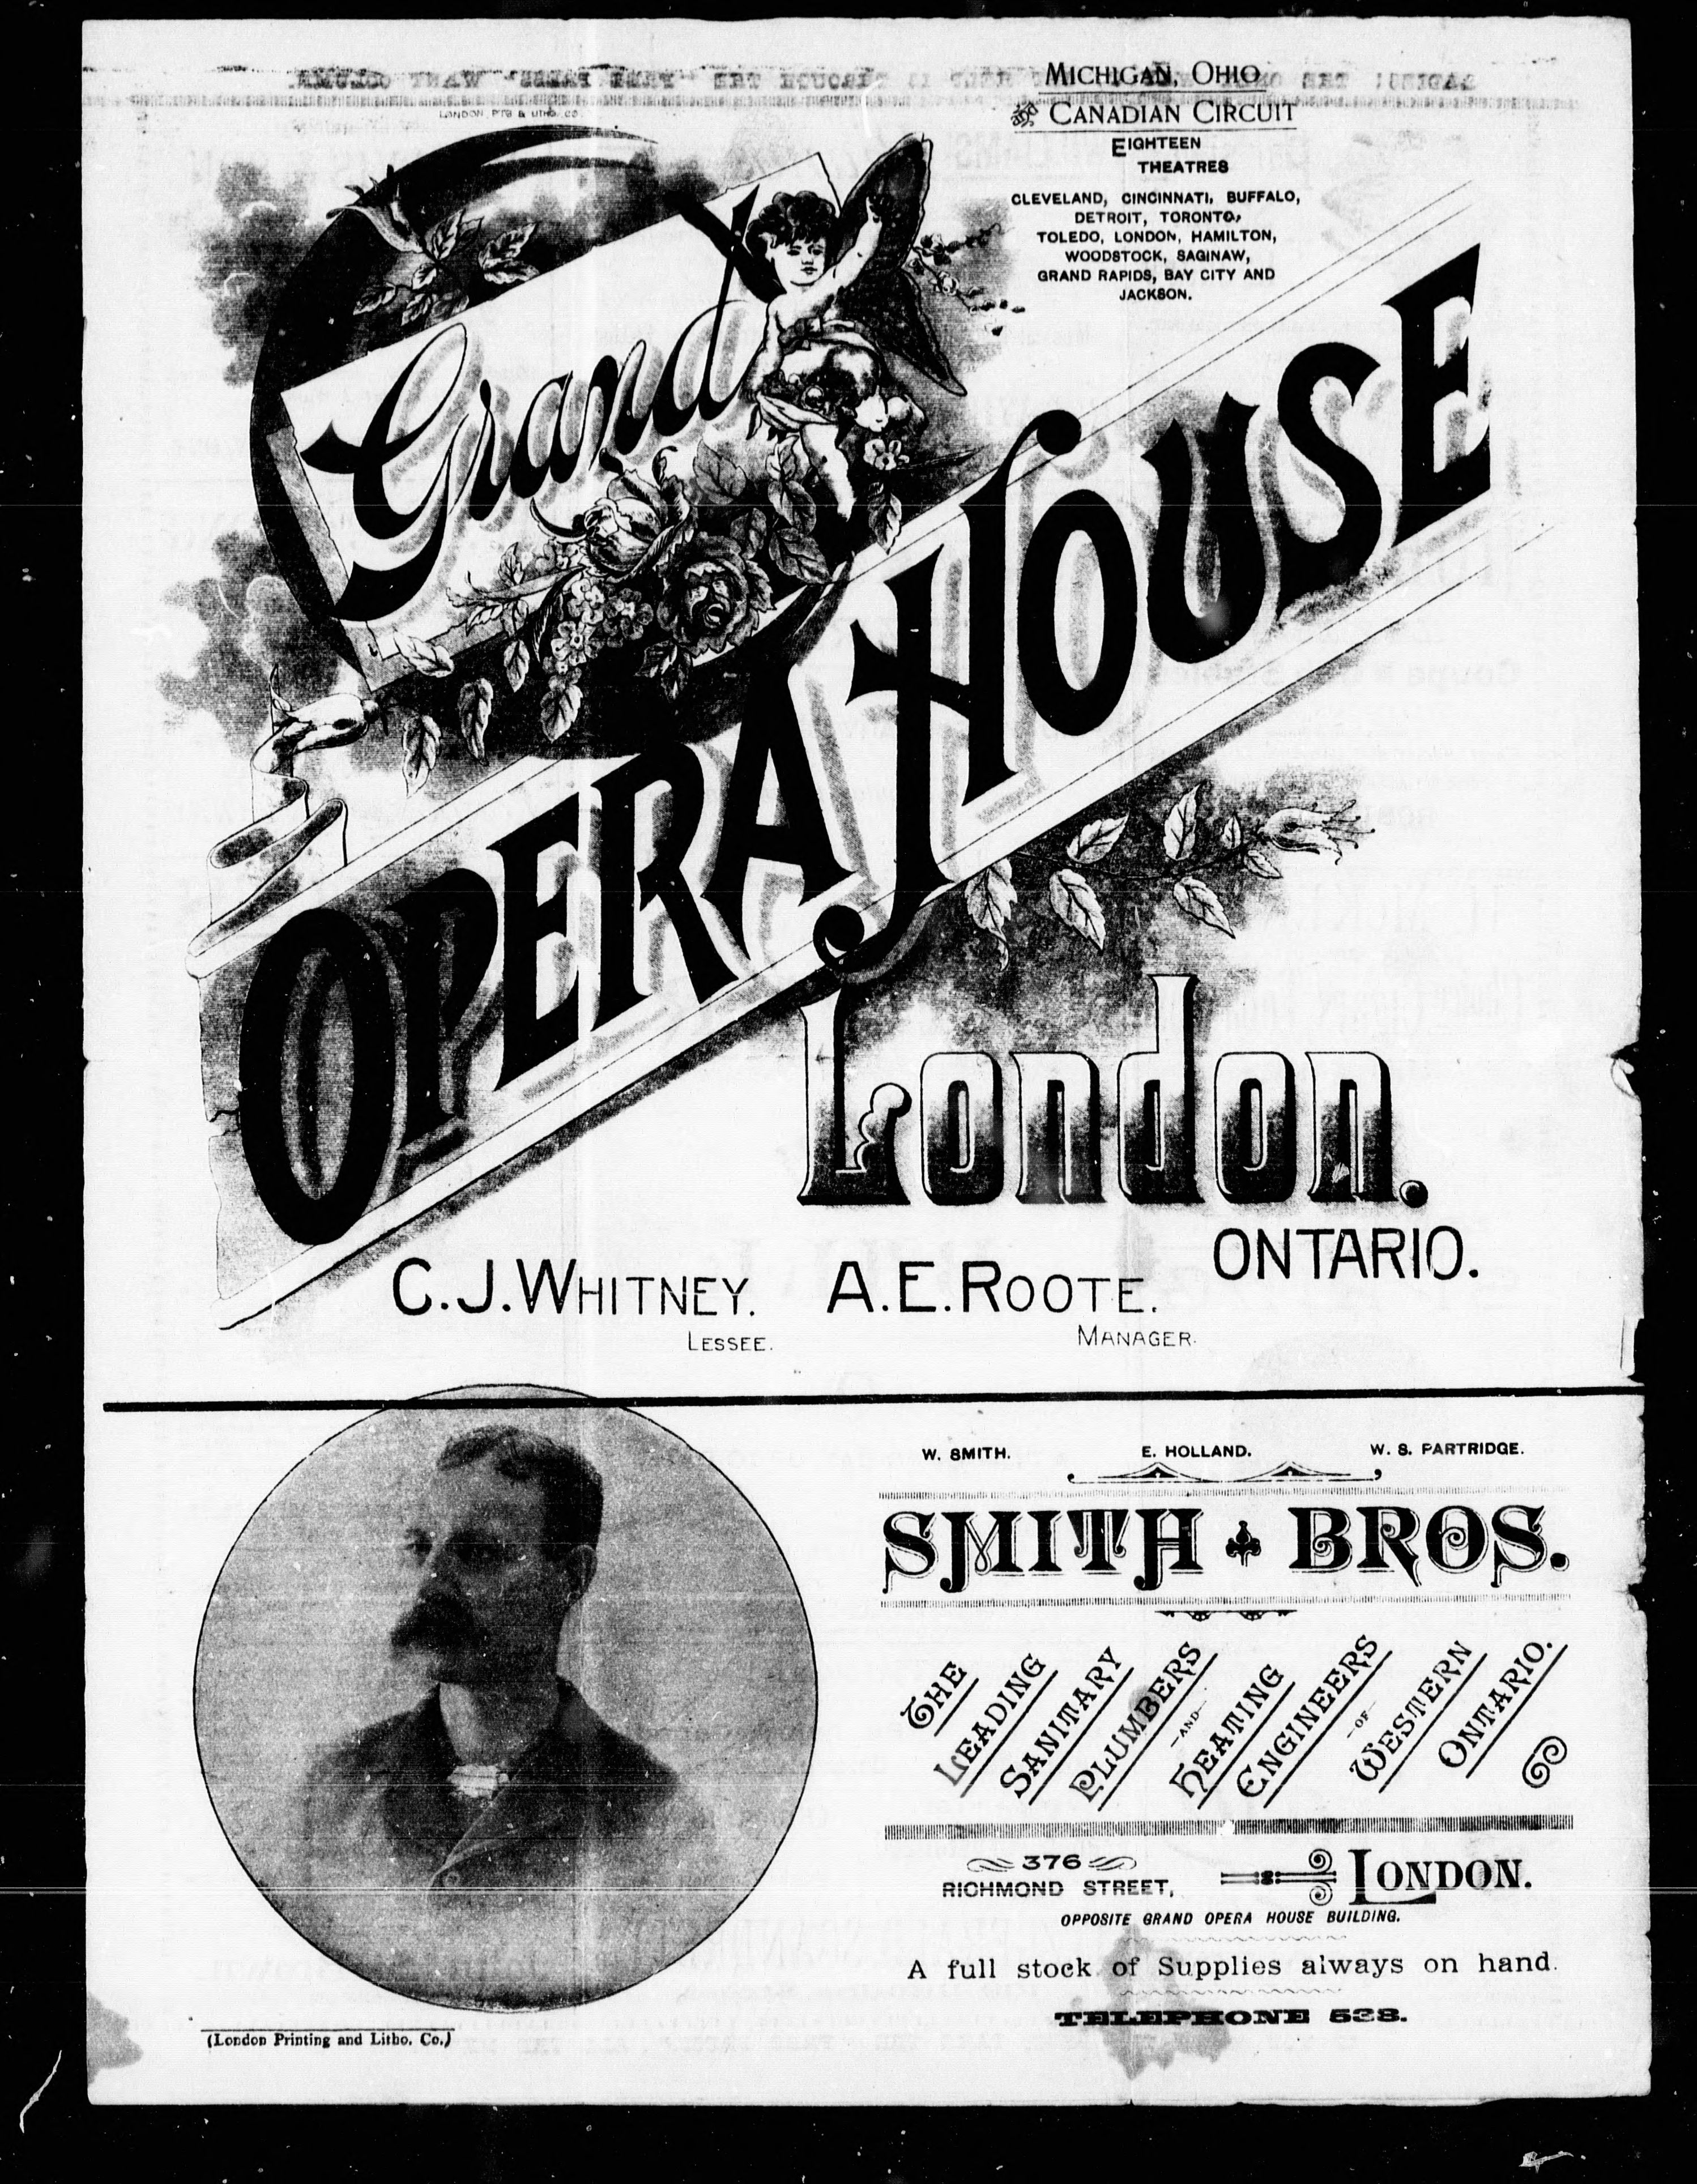 MICHIGAN, OHIO
and CANADIAN CIRCUIT
LONDON PTG & LITHO. CO.
EIGHTEEN
THEATRES
CLEVELAND, CINCINNATI, BUFFALO,
DETROIT, TORONTO,
TOLEDO, LONDON, HAMILTON,
WOODSTOCK, SAGINAW,
GRAND RAPIDS, BAY CITY AND
JACKSON.
Grand
OPERA HOUSE
London.
ONTARIO.
C.J. WHITNEY. A.E. ROOTE.
LESSEE. MANAGER.
W. SMITH. E. HOLLAND. W. S. PARTRIDGE.
SMITH BROS.
THE LEADING SANITARY PLUMBERS —AND— HEATING ENGINEERS —OF— WESTERN ONTARIO.
376
RICHMOND STREET, LONDON.
OPPOSITE GRAND OPERA HOUSE BUILDING.
A full stock of Supplies always on hand.
TELEPHONE 538.
(London Printing and Litho. Co.)